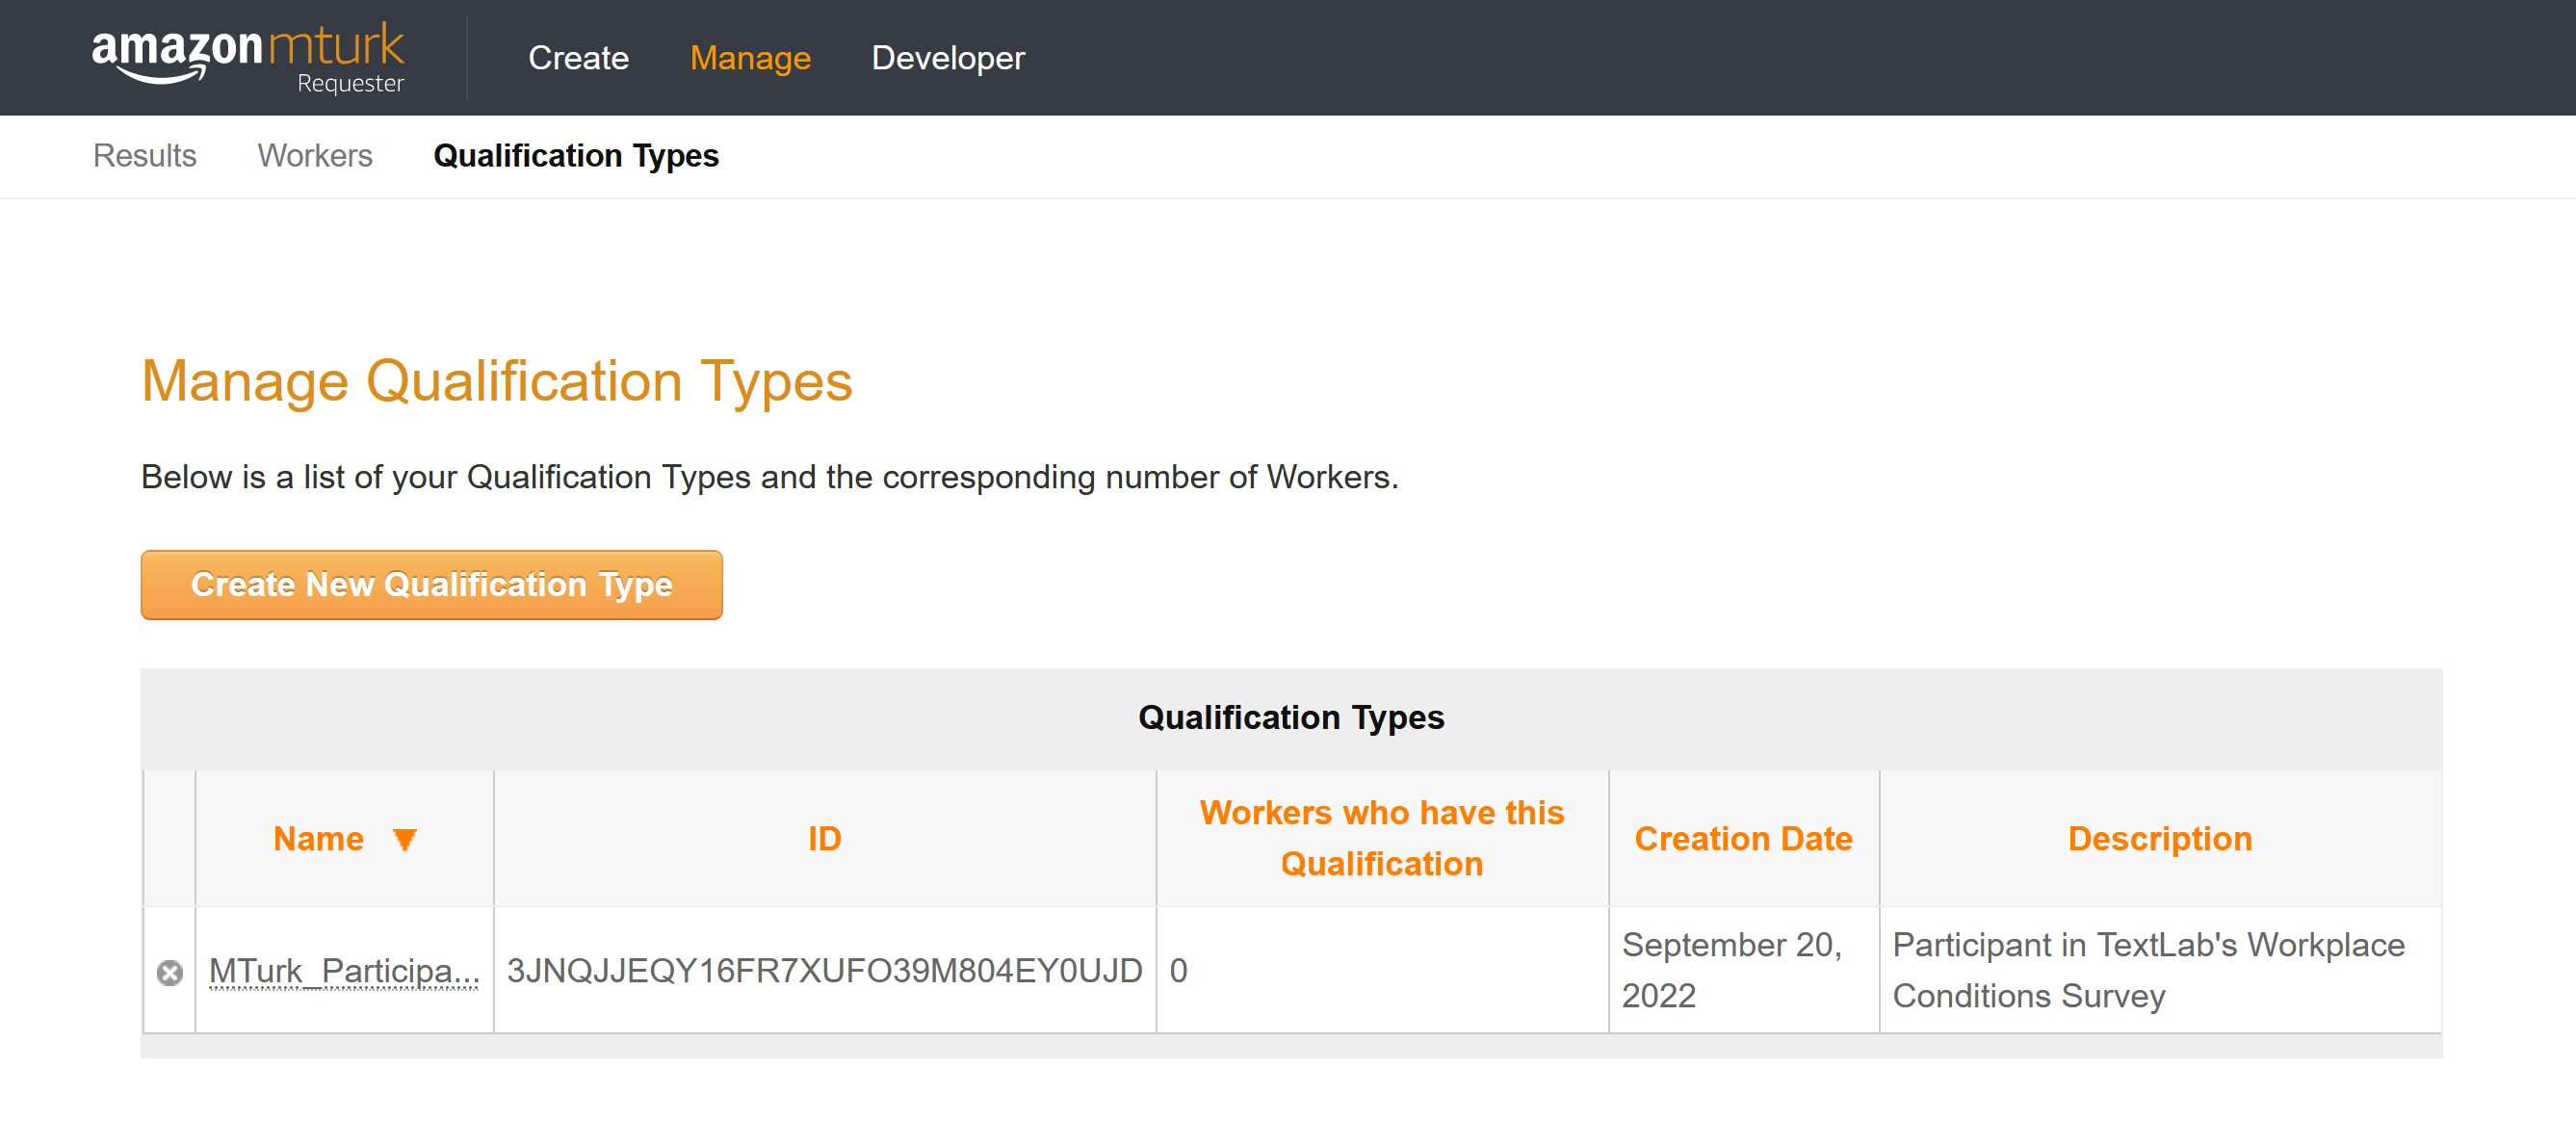 amazon mturk
Requester
Create Manage Developer
Results Workers Qualification Types
Manage Qualification Types
Below is a list of your Qualification Types and the corresponding number of Workers.
Create New Qualification Type
Qualification Types
Name ▼ ID Workers who have this Qualification Creation Date Description
MTurk_Participa... 3JNQJJEQY16FR7XUFO39M804EY0UJD 0 September 20, 2022 Participant in TextLab's Workplace Conditions Survey